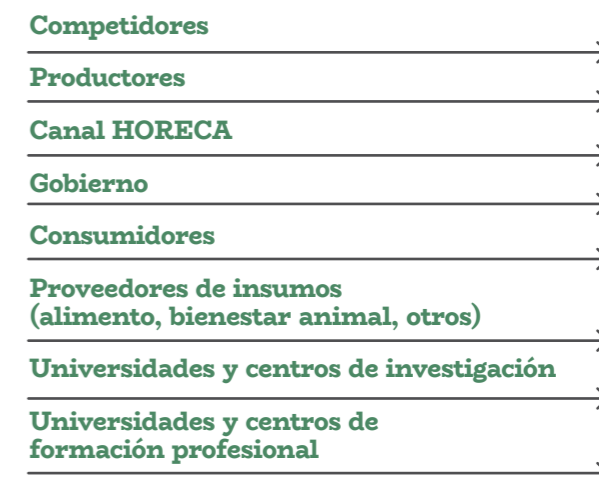 Competidores
Productores
Canal HORECA
Gobierno
Consumidores
Proveedores de insumos
(alimento, bienestar animal, otros)
Universidades y centros de investigación
Universidades y centros de
formación profesional